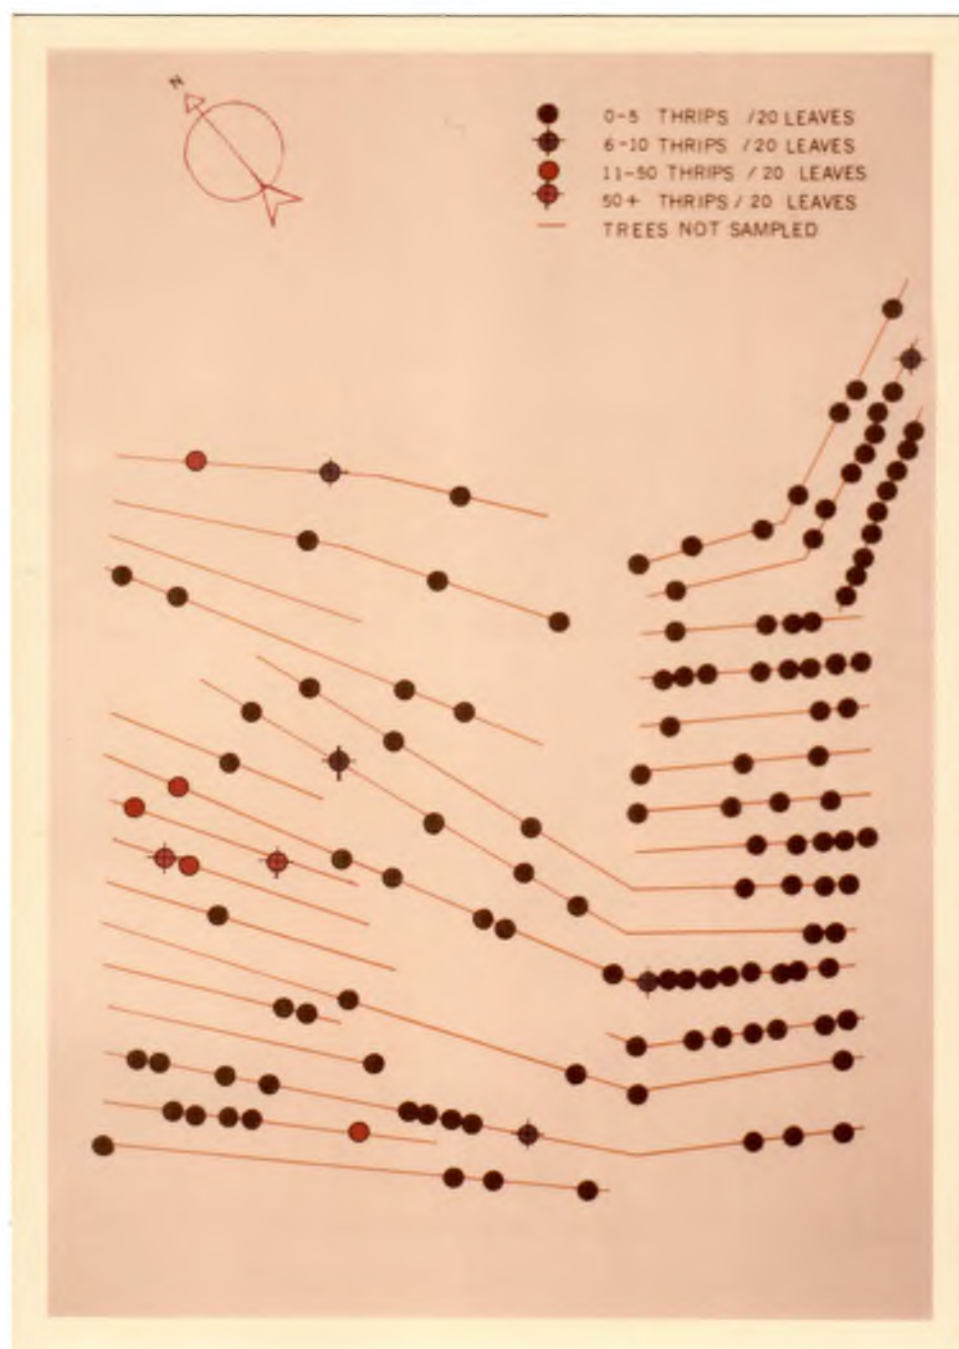 N
0-5 THRIPS /20 LEAVES
6-10 THRIPS /20 LEAVES
11-50 THRIPS /20 LEAVES
50+ THRIPS/20 LEAVES
TREES NOT SAMPLED